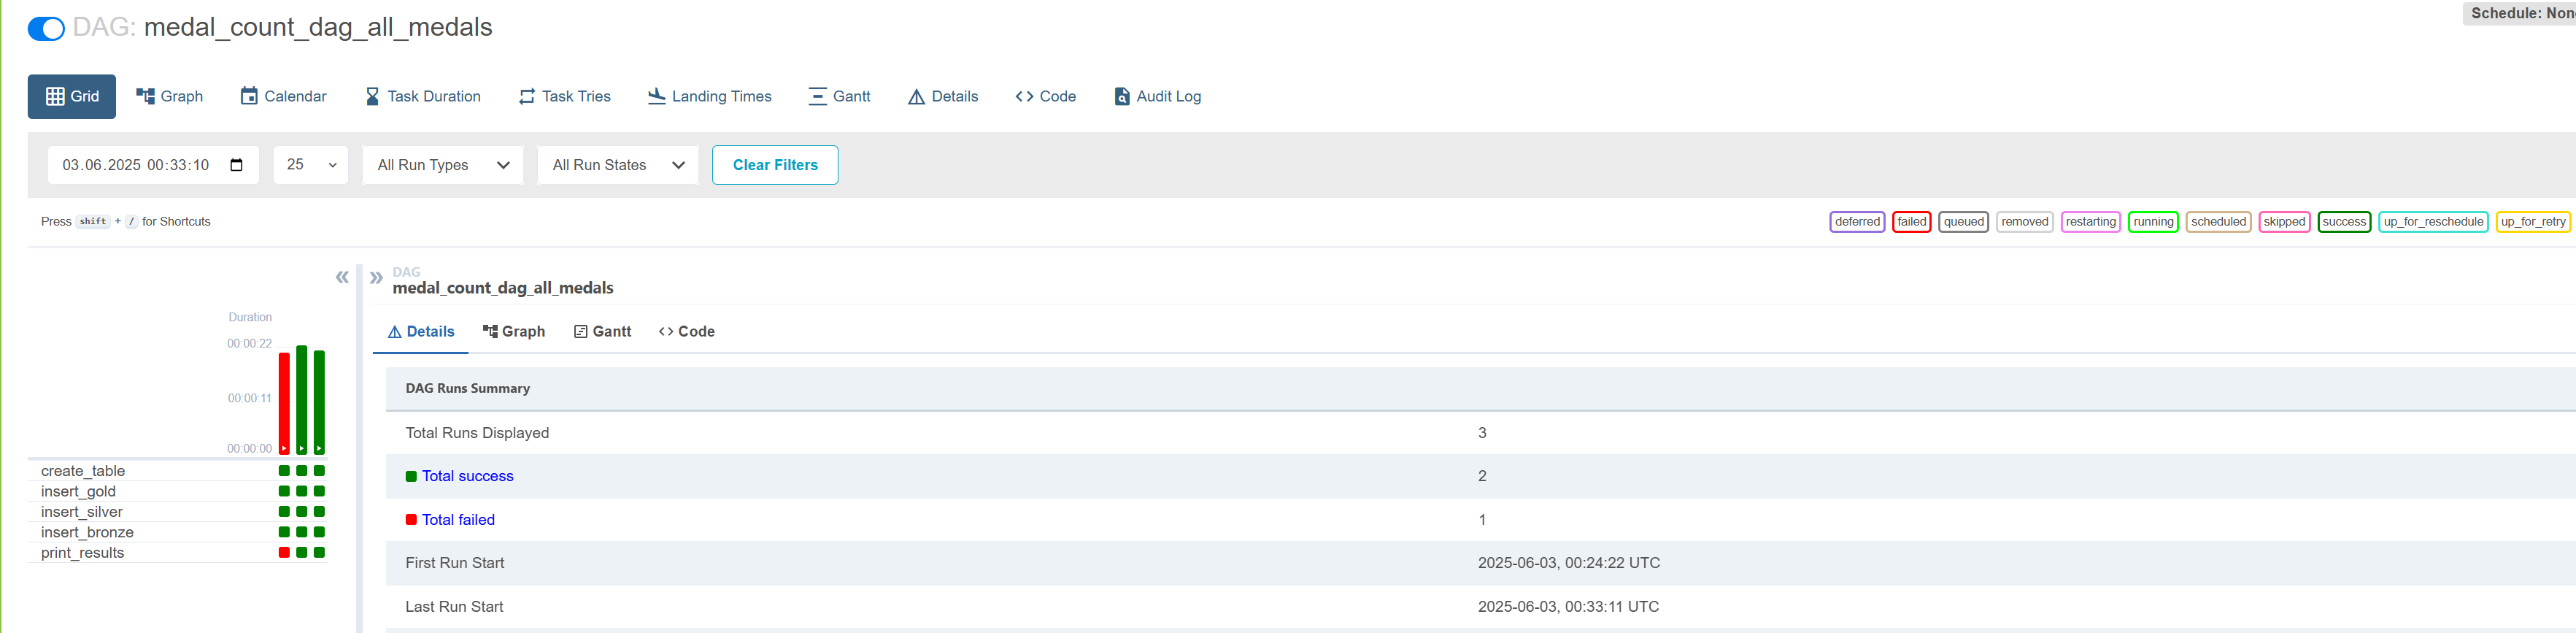 DAG: medal_count_dag_all_medals
Schedule: Non
Grid Graph Calendar Task Duration Task Tries Landing Times Gantt Details Code Audit Log
03.06.2025 00:33:10 25 All Run Types All Run States Clear Filters
Press shift + / for Shortcuts
deferred failed queued removed restarting running scheduled skipped success up_for_reschedule up_for_retry
DAG
medal_count_dag_all_medals
Duration
00:00:22
00:00:11
00:00:00
create_table
insert_gold
insert_silver
insert_bronze
print_results
Details Graph Gantt Code
DAG Runs Summary
Total Runs Displayed 3
Total success 2
Total failed 1
First Run Start 2025-06-03, 00:24:22 UTC
Last Run Start 2025-06-03, 00:33:11 UTC